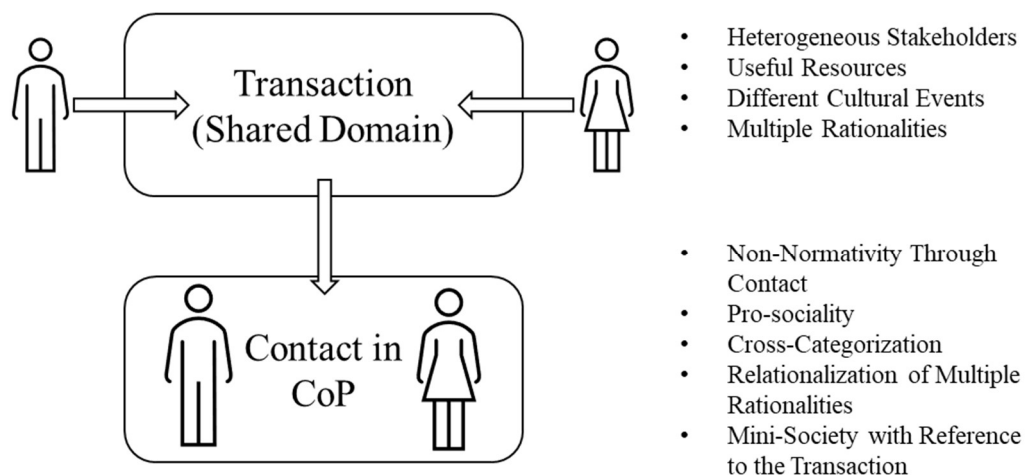 Transaction
(Shared Domain)
• Heterogeneous Stakeholders
• Useful Resources
• Different Cultural Events
• Multiple Rationalities
Contact in
CoP
• Non-Normativity Through
Contact
• Pro-sociality
• Cross-Categorization
• Relationalization of Multiple
Rationalities
• Mini-Society with Reference
to the Transaction